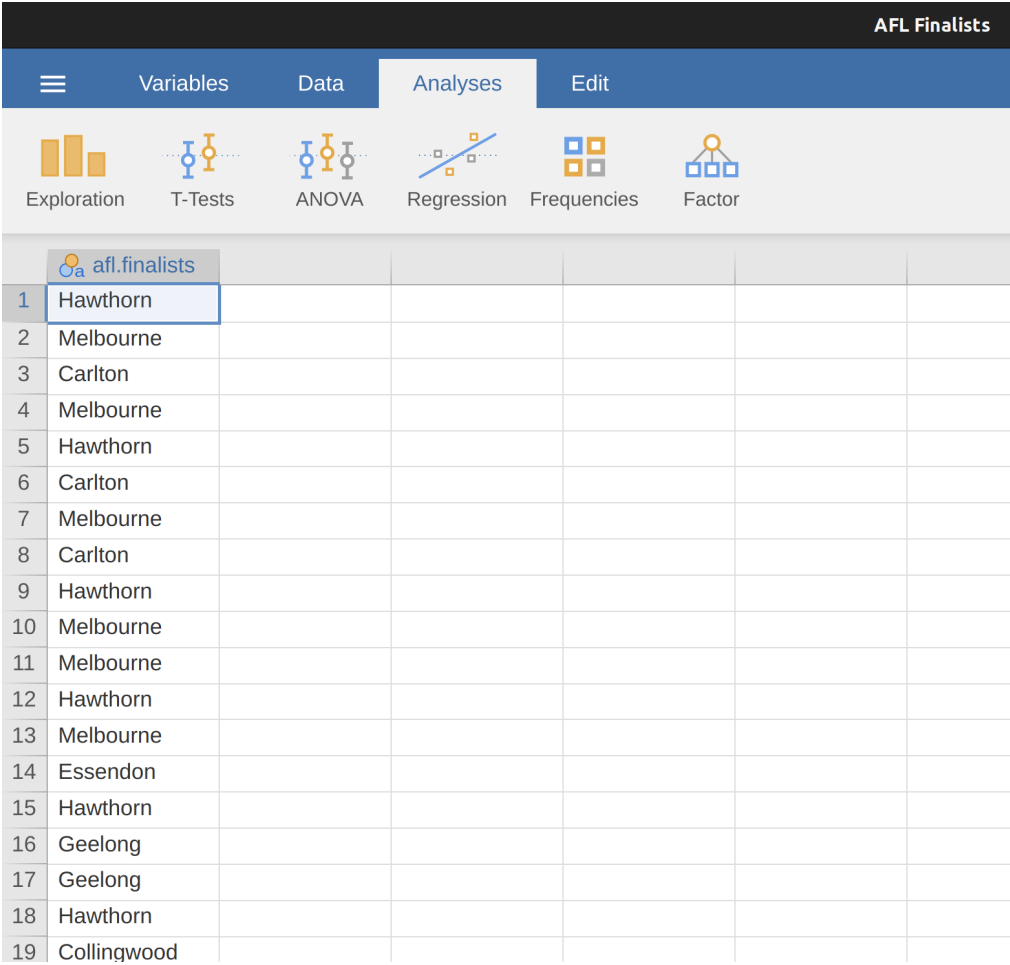 AFL Finalists
Variables Data Analyses Edit
Exploration T-Tests ANOVA Regression Frequencies Factor
a afl.finalists
1 Hawthorn
2 Melbourne
3 Carlton
4 Melbourne
5 Hawthorn
6 Carlton
7 Melbourne
8 Carlton
9 Hawthorn
10 Melbourne
11 Melbourne
12 Hawthorn
13 Melbourne
14 Essendon
15 Hawthorn
16 Geelong
17 Geelong
18 Hawthorn
19 Collingwood